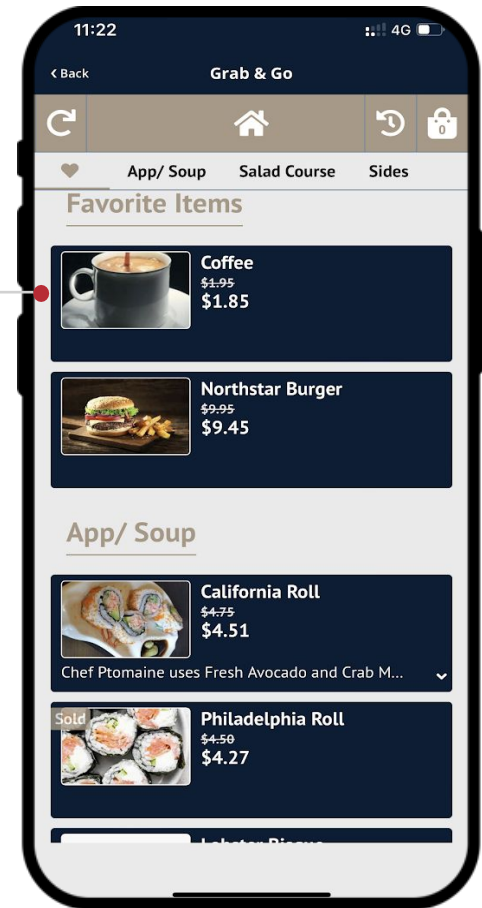 11:22
4G
Back
Grab & Go
0
App/ Soup
Salad Course
Sides
Favorite Items
Coffee
$1.95
$1.85
Northstar Burger
$9.95
$9.45
App/ Soup
California Roll
$4.75
$4.51
Chef Ptomaine uses Fresh Avocado and Crab M...
Sold
Philadelphia Roll
$4.50
$4.27
Lobster Bisque